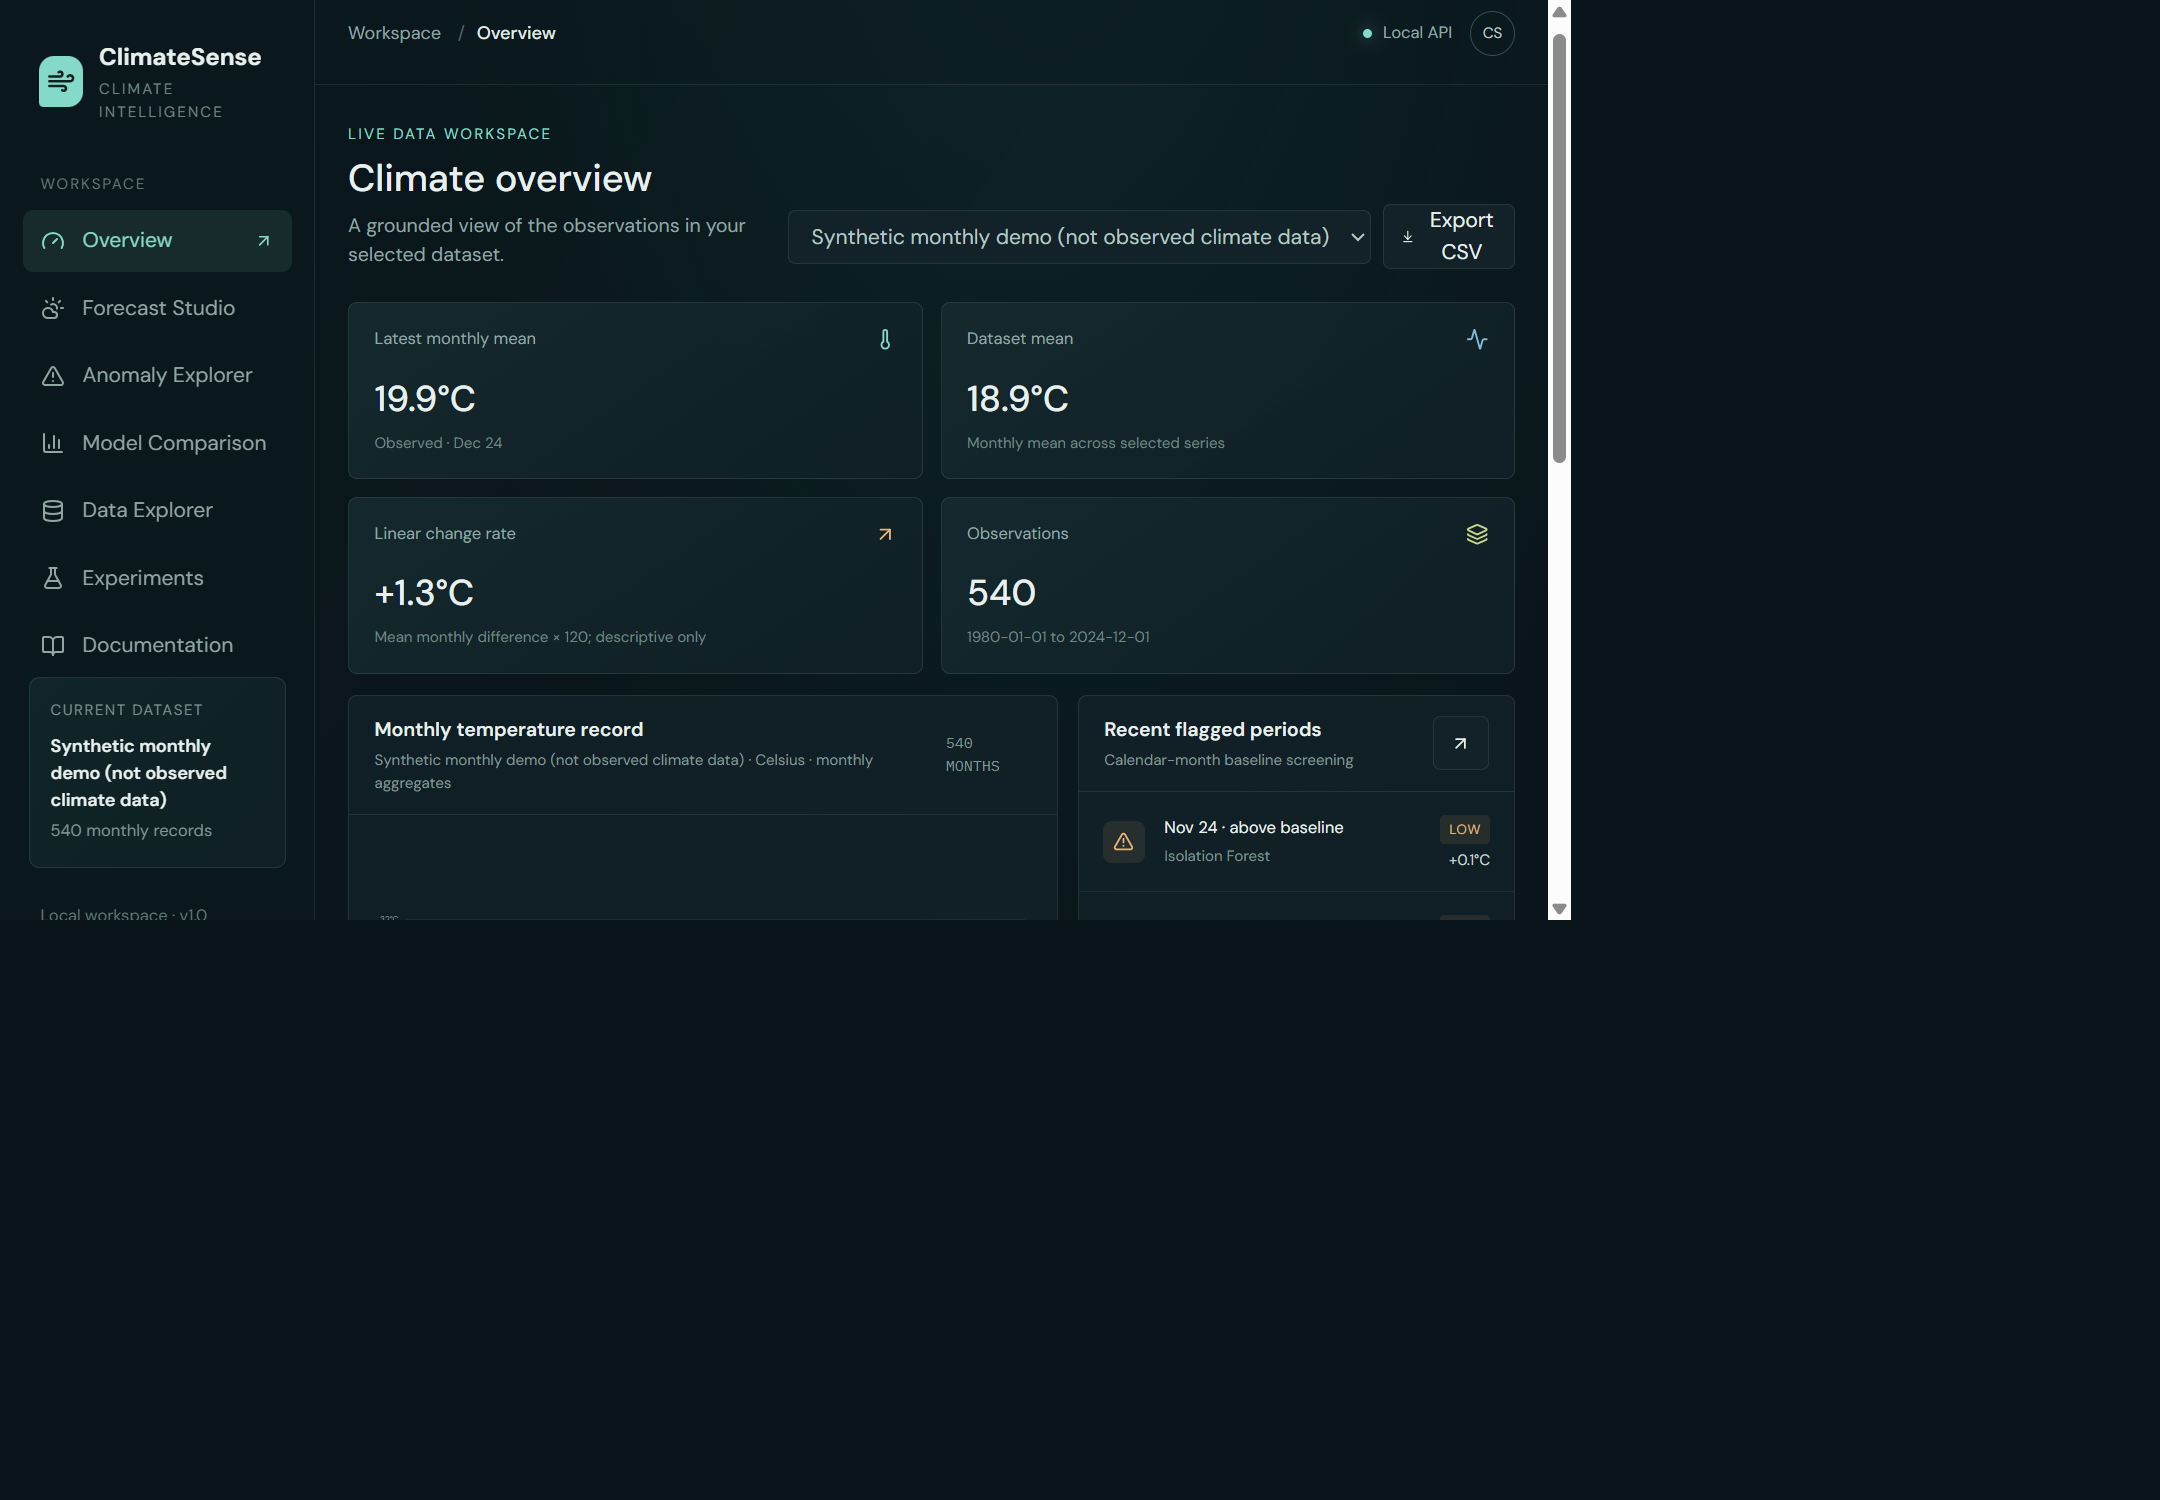 ClimateSense
CLIMATE
INTELLIGENCE
WORKSPACE
Overview
Forecast Studio
Anomaly Explorer
Model Comparison
Data Explorer
Experiments
Documentation
CURRENT DATASET
Synthetic monthly
demo (not observed
climate data)
540 monthly records
Local workspace · v1.0
Workspace / Overview
Local API
CS
LIVE DATA WORKSPACE
Climate overview
A grounded view of the observations in your
selected dataset.
Synthetic monthly demo (not observed climate data)
Export
CSV
Latest monthly mean
19.9°C
Observed · Dec 24
Dataset mean
18.9°C
Monthly mean across selected series
Linear change rate
+1.3°C
Mean monthly difference × 120; descriptive only
Observations
540
1980-01-01 to 2024-12-01
Monthly temperature record
Synthetic monthly demo (not observed climate data) · Celsius · monthly
aggregates
540
MONTHS
Recent flagged periods
Calendar-month baseline screening
Nov 24 · above baseline
Isolation Forest
LOW
+0.1°C